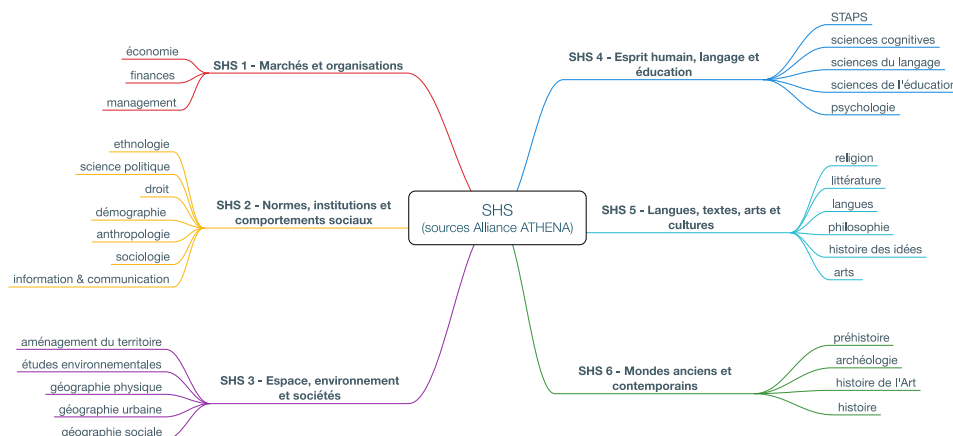 SHS
(sources Alliance ATHENA)
SHS 1 - Marchés et organisations
économie
finances
management
SHS 2 - Normes, institutions et
comportements sociaux
ethnologie
science politique
droit
démographie
anthropologie
sociologie
information & communication
SHS 3 - Espace, environnement
et sociétés
aménagement du territoire
études environnementales
géographie physique
géographie urbaine
géographie sociale
SHS 4 - Esprit humain, langage et
éducation
STAPS
sciences cognitives
sciences du langage
sciences de l'éducation
psychologie
SHS 5 - Langues, textes, arts et
cultures
religion
littérature
langues
philosophie
histoire des idées
arts
SHS 6 - Mondes anciens et
contemporains
préhistoire
archéologie
histoire de l'Art
histoire